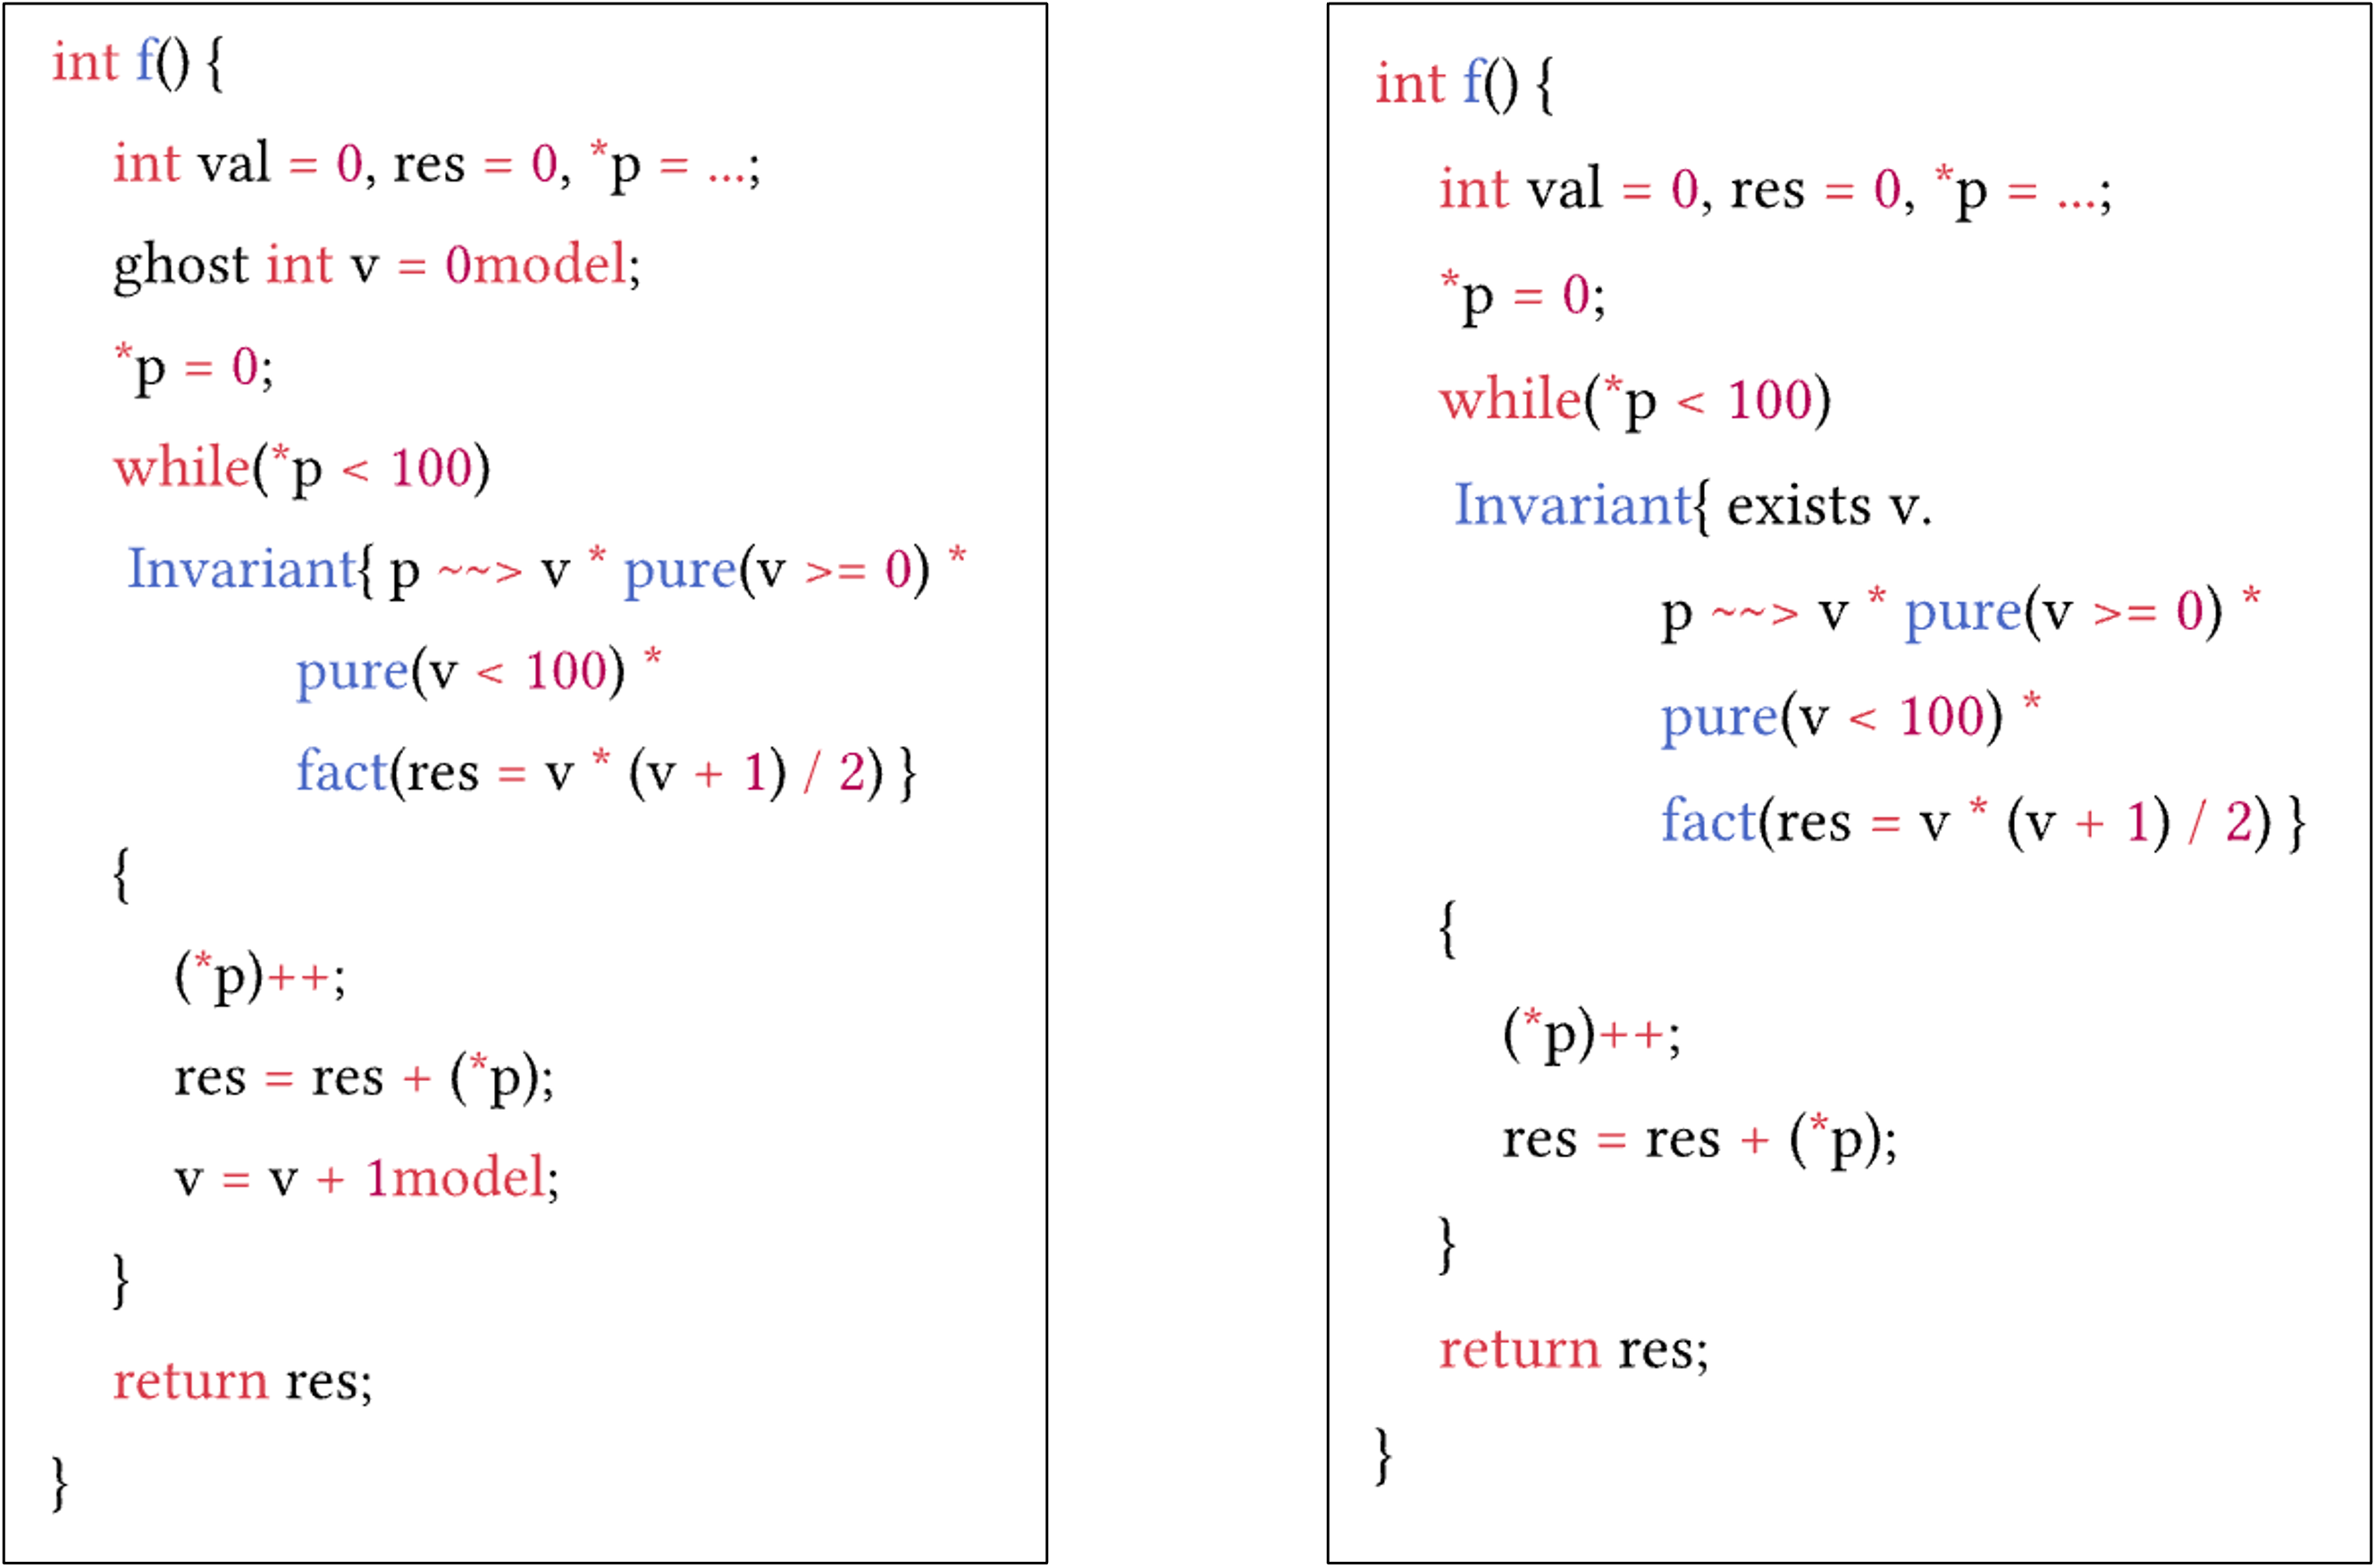 int f() {
int val = 0, res = 0, *p = ...;
ghost int v = 0model;
*p = 0;
while(*p < 100)
Invariant{ p ~~> v * pure(v >= 0) *
pure(v < 100) *
fact(res = v * (v + 1) / 2) }
{
(*p)++;
res = res + (*p);
v = v + 1model;
}
return res;
}
int f() {
int val = 0, res = 0, *p = ...;
*p = 0;
while(*p < 100)
Invariant{ exists v.
p ~~> v * pure(v >= 0) *
pure(v < 100) *
fact(res = v * (v + 1) / 2) }
{
(*p)++;
res = res + (*p);
}
return res;
}